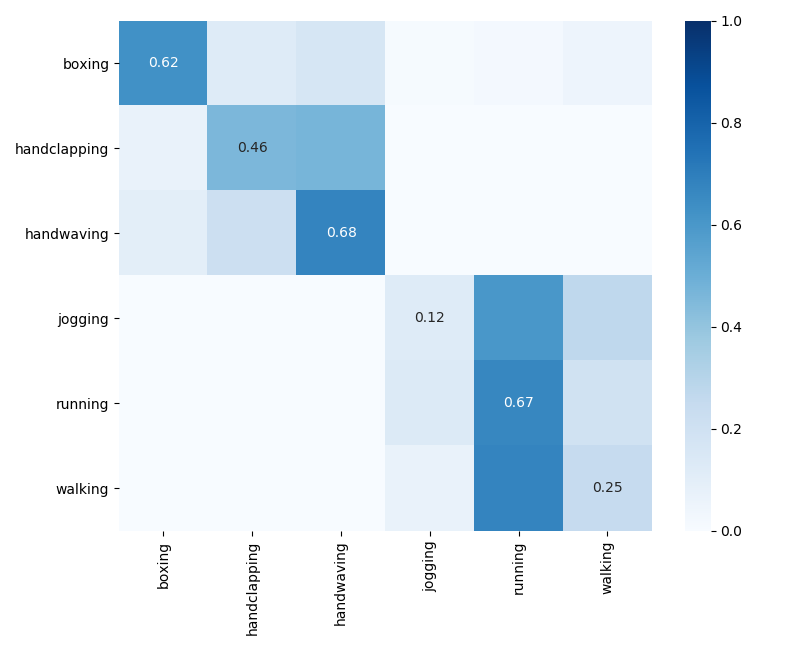 1.0
boxing
0.62
0.8
handclapping
0.46
handwaving
0.68
0.6
jogging
0.12
0.4
running
0.67
0.2
walking
0.25
0.0
boxing
handclapping
handwaving
jogging
running
walking